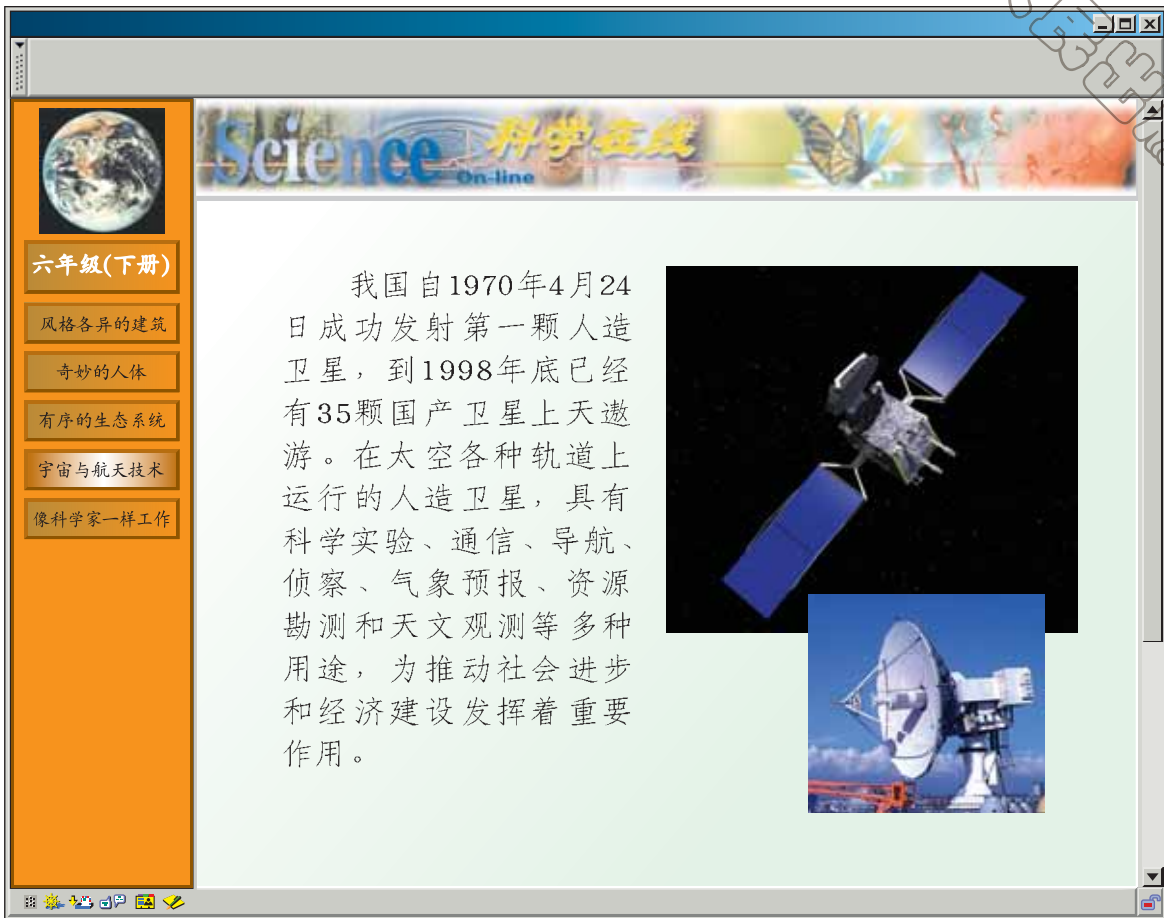 Science 科学在线
On-line
六年级(下册)
风格各异的建筑
奇妙的人体
有序的生态系统
宇宙与航天技术
像科学家一样工作
我国自1970年4月24
日成功发射第一颗人造
卫星，到1998年底已经
有35颗国产卫星上天遨
游。在太空各种轨道上
运行的人造卫星，具有
科学实验、通信、导航、
侦察、气象预报、资源
勘测和天文观测等多种
用途，为推动社会进步
和经济建设发挥着重要
作用。